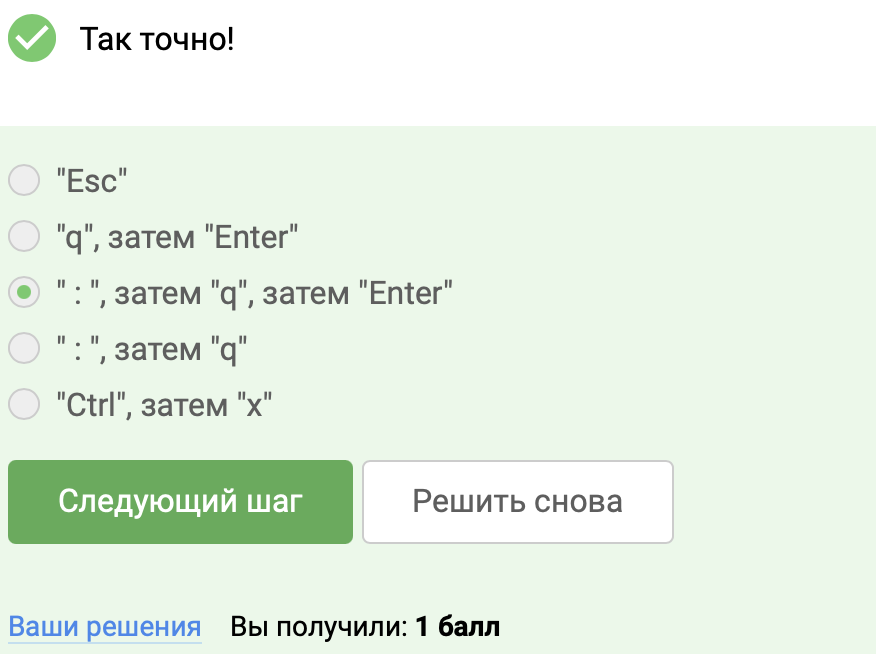 Так точно!
"Esc"
"q", затем "Enter"
" : ", затем "q", затем "Enter"
" : ", затем "q"
"Ctrl", затем "x"
Следующий шаг Решить снова
Ваши решения Вы получили: 1 балл